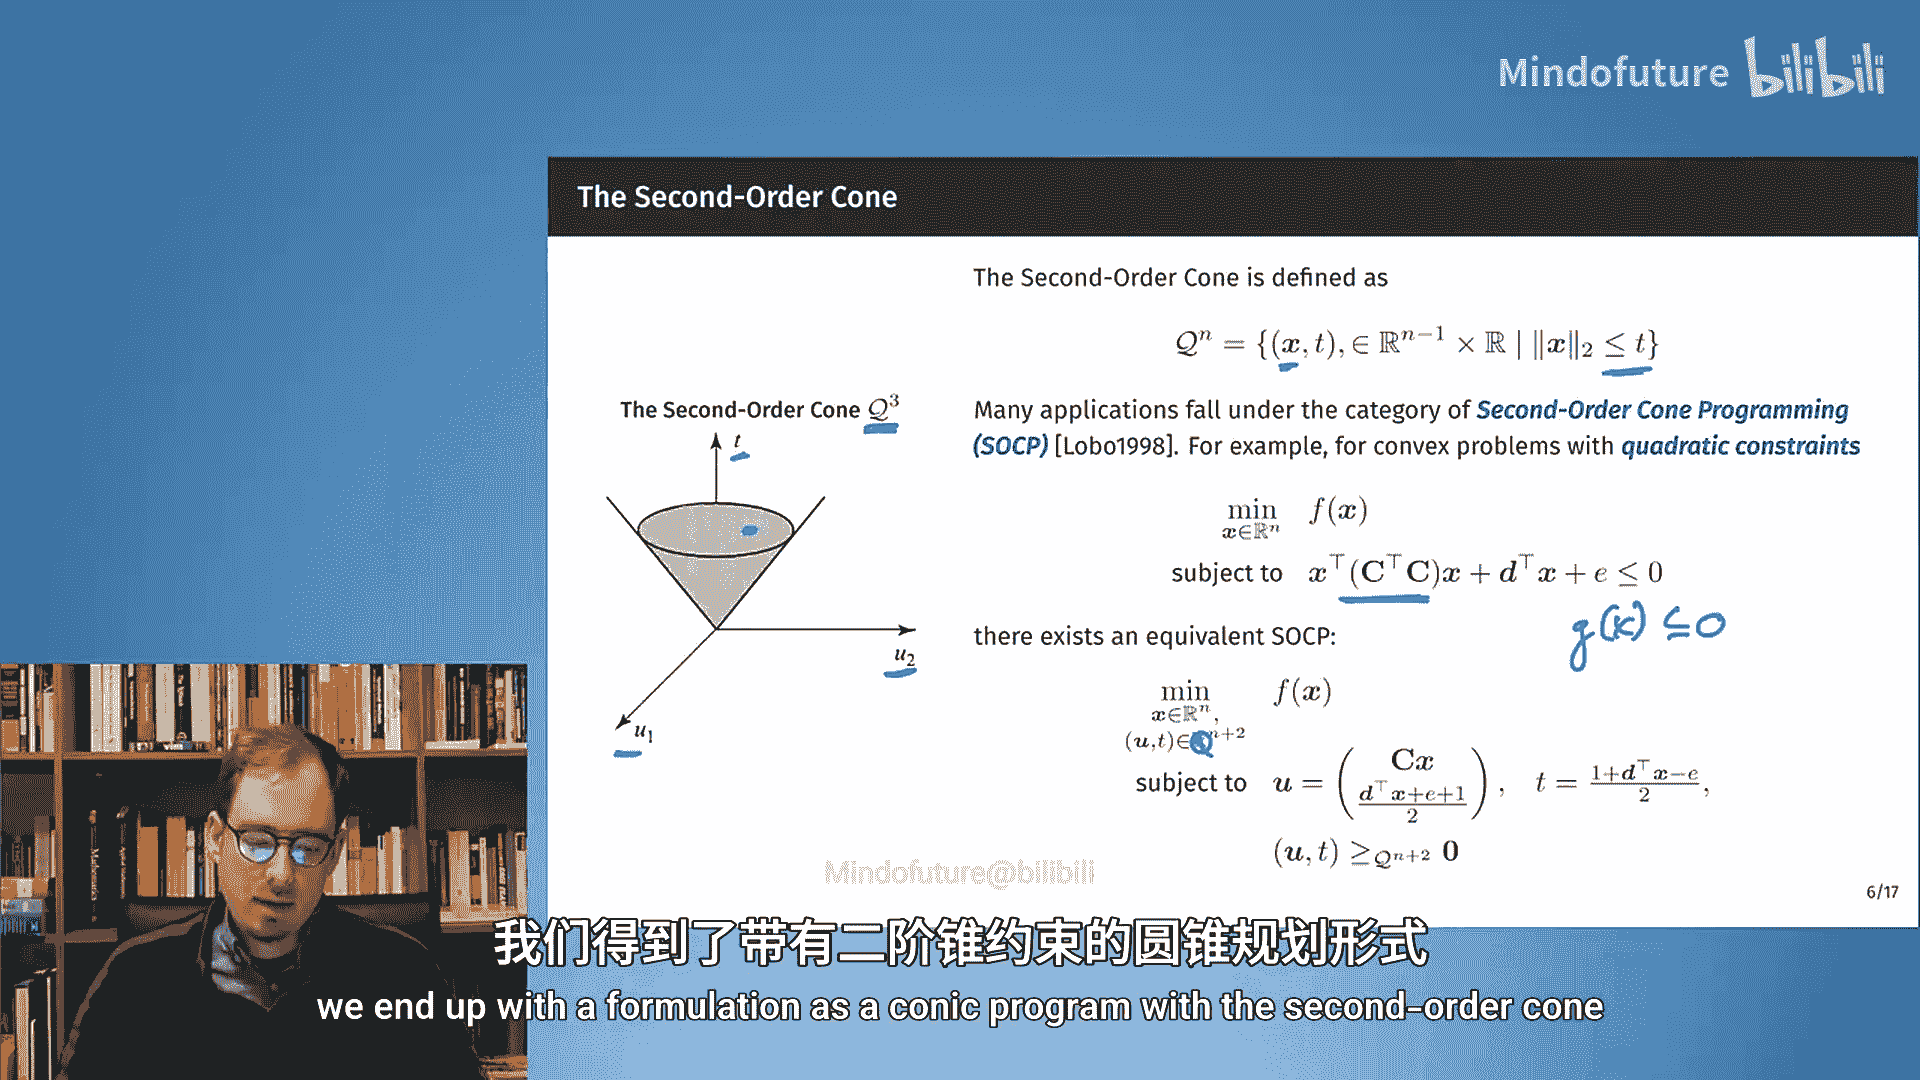 Mindofuture bilibili
The Second-Order Cone
The Second-Order Cone is defined as
𝒬ⁿ = {(x, t), ∈ ℝⁿ⁻¹ × ℝ | ‖x‖₂ ≤ t}
The Second-Order Cone 𝒬³
t
u₂
u₁
Many applications fall under the category of Second-Order Cone Programming
(SOCP) [Lobo1998]. For example, for convex problems with quadratic constraints
min f(x)
x∈ℝⁿ
subject to x⊤(C⊤C)x + d⊤x + e ≤ 0
g(x) ≤ 0
there exists an equivalent SOCP:
min f(x)
x∈ℝⁿ,
(u,t)∈𝒬ⁿ⁺²
subject to u = (Cx, (d⊤x+e+1)/2), t = (1+d⊤x−e)/2,
(u, t) ≥𝒬ⁿ⁺² 0
Mindofuture@bilibili
6/17
我们得到了带有二阶锥约束的圆锥规划形式
we end up with a formulation as a conic program with the second-order cone